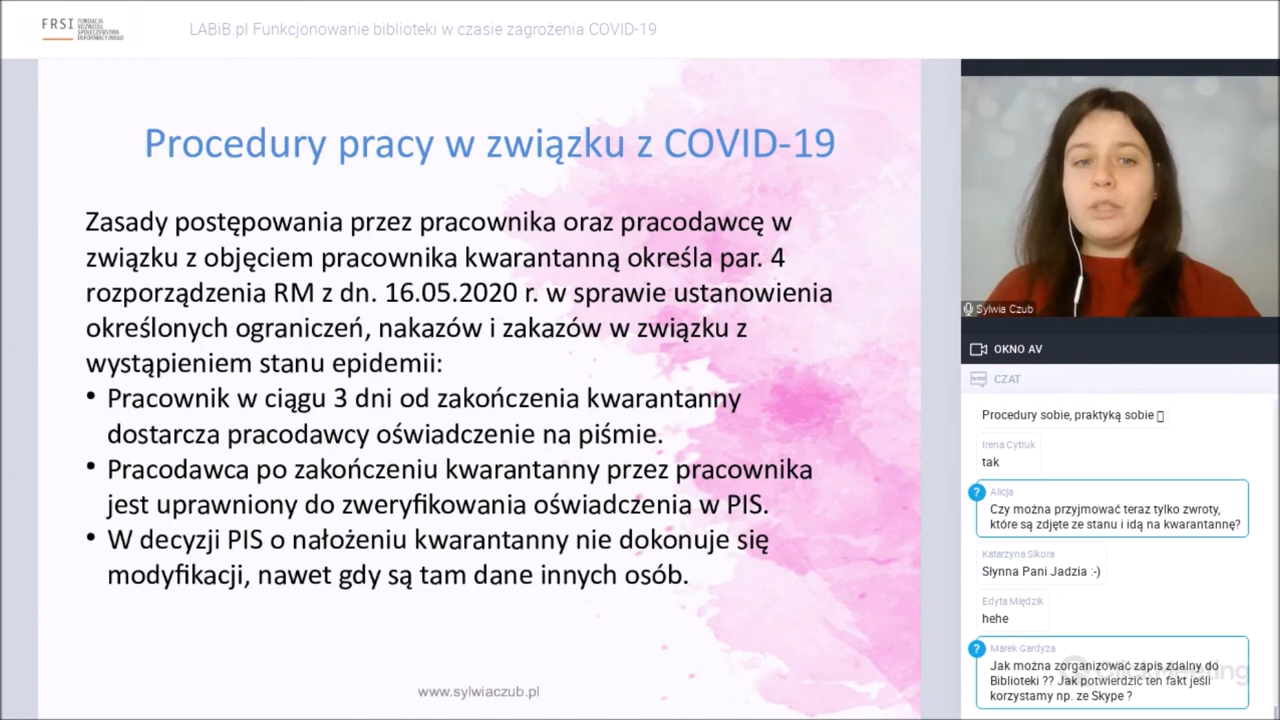 FRSI FUNDACJA
ROZWOJU
SPOŁECZEŃSTWA
INFORMACYJNEGO
LABiB.pl Funkcjonowanie biblioteki w czasie zagrożenia COVID-19
Procedury pracy w związku z COVID-19
Zasady postępowania przez pracownika oraz pracodawcę w
związku z objęciem pracownika kwarantanną określa par. 4
rozporządzenia RM z dn. 16.05.2020 r. w sprawie ustanowienia
określonych ograniczeń, nakazów i zakazów w związku z
wystąpieniem stanu epidemii:
• Pracownik w ciągu 3 dni od zakończenia kwarantanny
dostarcza pracodawcy oświadczenie na piśmie.
• Pracodawca po zakończeniu kwarantanny przez pracownika
jest uprawniony do zweryfikowania oświadczenia w PIS.
• W decyzji PIS o nałożeniu kwarantanny nie dokonuje się
modyfikacji, nawet gdy są tam dane innych osób.
www.sylwiaczub.pl
Sylwia Czub
OKNO AV
CZAT
Procedury sobie, praktyką sobie
Irena Cytruk
tak
? Alicja
Czy można przyjmować teraz tylko zwroty,
które są zdjęte ze stanu i idą na kwarantannę?
Katarzyna Sikora
Słynna Pani Jadzia :-)
Edyta Międzik
hehe
? Marek Gardyza
Jak można zorganizować zapis zdalny do
Biblioteki ?? Jak potwierdzić ten fakt jeśli
korzystamy np. ze Skype ?